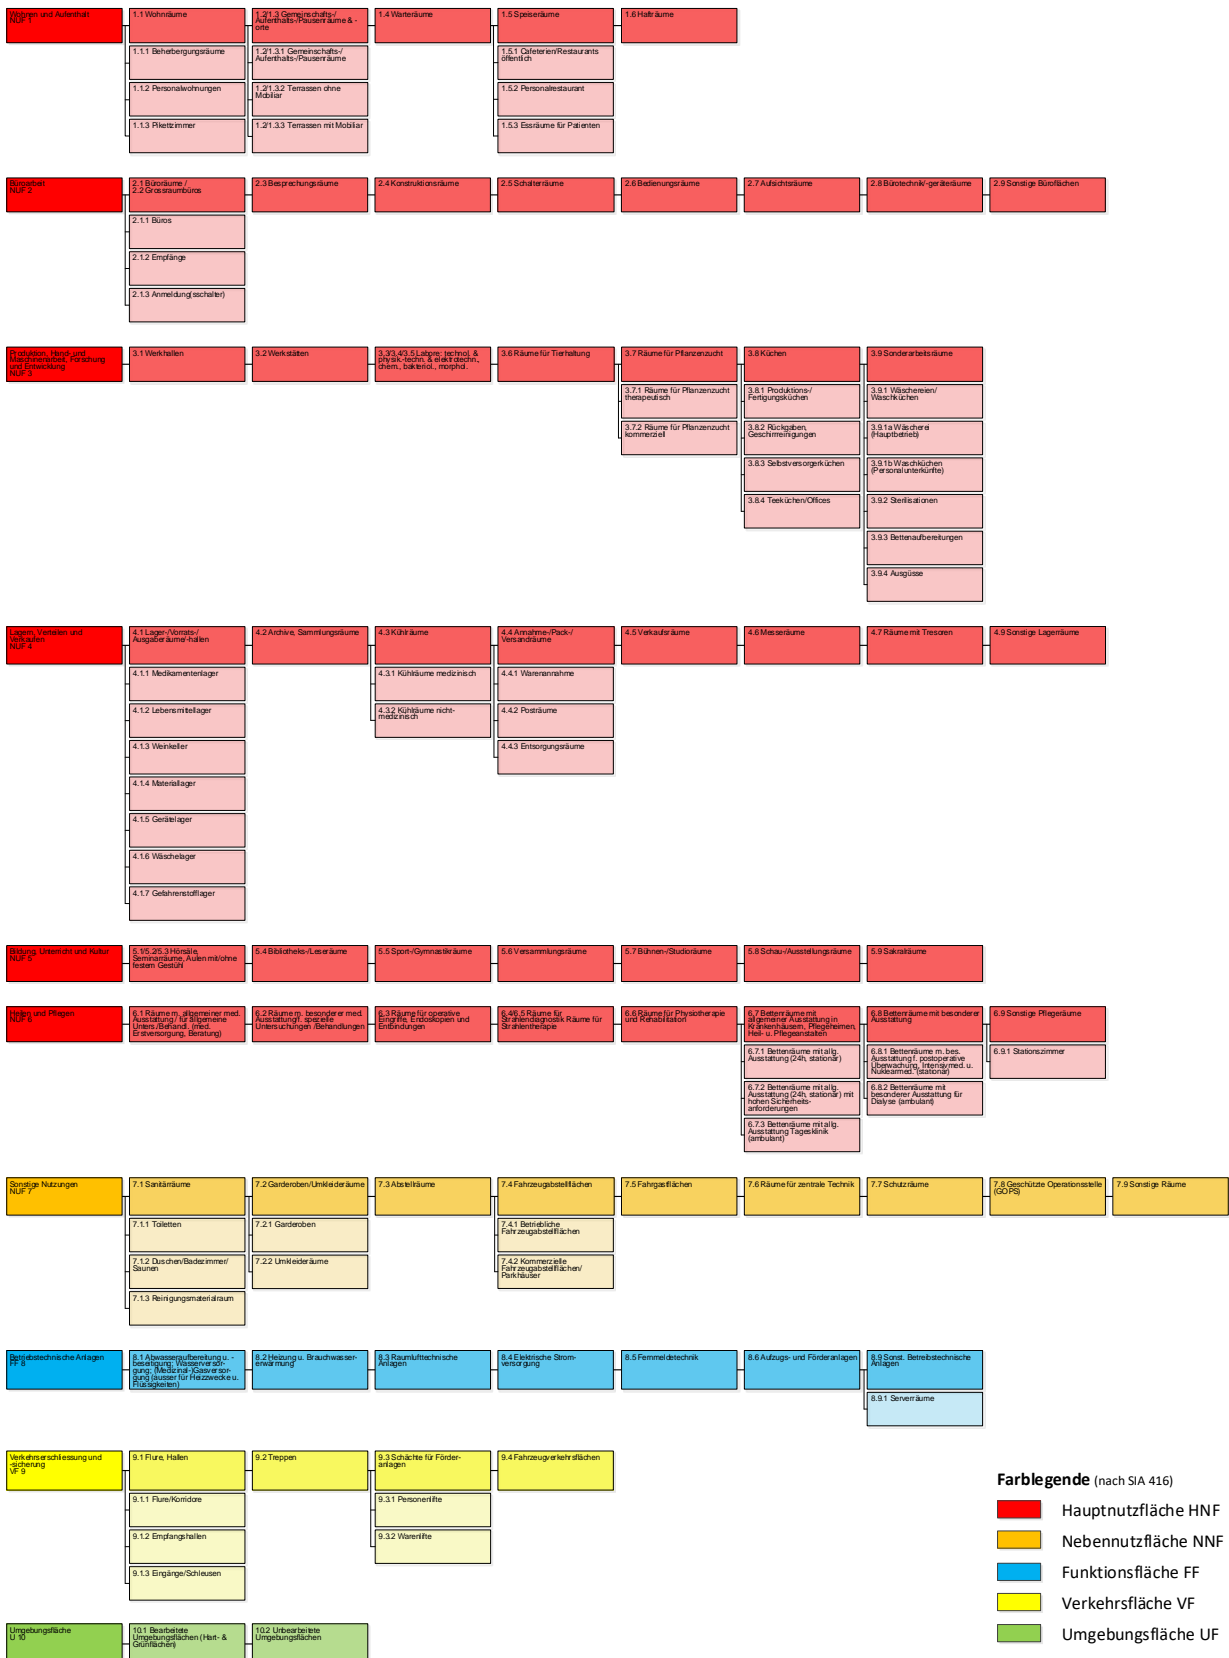 Wohnen und Aufenthalt
NUF 1
1.1 Wohnräume
1.2/1.3 Gemeinschafts-/
Aufenthalts-/Pausenräume & -
orte
1.4 Warteräume
1.5 Speiseräume
1.6 Hafträume
1.1.1 Beherbergungsräume
1.2/1.3.1 Gemeinschafts-/
Aufenthalts-/Pausenräume
1.5.1 Cafeterien/Restaurants
öffentlich
1.1.2 Personalwohnungen
1.2/1.3.2 Terrassen ohne
Mobiliar
1.5.2 Personalrestaurant
1.1.3 Pikettzimmer
1.2/1.3.3 Terrassen mit Mobiliar
1.5.3 Essräume für Patienten
Büroarbeit
NUF 2
2.1 Büroräume /
2.2 Grossraumbüros
2.3 Besprechungsräume
2.4 Konstruktionsräume
2.5 Schalterräume
2.6 Bedienungsräume
2.7 Aufsichtsräume
2.8 Bürotechnik/-geräteräume
2.9 Sonstige Büroflächen
2.1.1 Büros
2.1.2 Empfänge
2.1.3 Anmeldung(sschalter)
Produktion, Hand- und
Maschinenarbeit, Forschung
und Entwicklung
NUF 3
3.1 Werkhallen
3.2 Werkstätten
3.3/3.4/3.5 Labore: technol. &
physik.-techn. & elektrotechn.,
chem., bakteriol., morphol.
3.6 Räume für Tierhaltung
3.7 Räume für Pflanzenzucht
3.8 Küchen
3.9 Sonderarbeitsräume
3.7.1 Räume für Pflanzenzucht
therapeutisch
3.8.1 Produktions-/
Fertigungsküchen
3.9.1 Wäschereien/
Waschküchen
3.7.2 Räume für Pflanzenzucht
kommerziell
3.8.2 Rückgaben,
Geschirrreinigungen
3.9.1a Wäscherei
(Hauptbetrieb)
3.8.3 Selbstversorgerküchen
3.9.1b Waschküchen
(Personalunterkünfte)
3.8.4 Teeküchen/Offices
3.9.2 Sterilisationen
3.9.3 Bettenaufbereitungen
3.9.4 Ausgüsse
Lagern, Verteilen und
Verkaufen
NUF 4
4.1 Lager-/Vorrats-/
Ausgaberäume/-hallen
4.2 Archive, Sammlungsräume
4.3 Kühlräume
4.4 Annahme-/Pack-/
Versandräume
4.5 Verkaufsräume
4.6 Messeräume
4.7 Räume mit Tresoren
4.9 Sonstige Lagerräume
4.1.1 Medikamentenlager
4.3.1 Kühlräume medizinisch
4.4.1 Warenannahme
4.1.2 Lebensmittellager
4.3.2 Kühlräume nicht-
medizinisch
4.4.2 Posträume
4.1.3 Weinkeller
4.4.3 Entsorgungsräume
4.1.4 Materiallager
4.1.5 Gerätelager
4.1.6 Wäschelager
4.1.7 Gefahrenstofflager
Bildung, Unterricht und Kultur
NUF 5
5.1/5.2/5.3 Hörsäle,
Seminarräume, Aulen mit/ohne
festem Gestühl
5.4 Bibliotheks-/Leseräume
5.5 Sport-/Gymnastikräume
5.6 Versammlungsräume
5.7 Bühnen-/Studioräume
5.8 Schau-/Ausstellungsräume
5.9 Sakralräume
Heilen und Pflegen
NUF 6
6.1 Räume m. allgemeiner med.
Ausstattung / für allgemeine
Unters./Behandl. (med.
Erstversorgung, Beratung)
6.2 Räume m. besonderer med.
Ausstattung/f. spezielle
Untersuchungen /Behandlungen
6.3 Räume für operative
Eingriffe, Endoskopien und
Entbindungen
6.4/6.5 Räume für
Strahlendiagnostik Räume für
Strahlentherapie
6.6 Räume für Physiotherapie
und Rehabilitation
6.7 Bettenräume mit
allgemeiner Ausstattung in
Krankenhäusern, Pflegeheimen,
Heil- u. Pflegeanstalten
6.8 Bettenräume mit besonderer
Ausstattung
6.9 Sonstige Pflegeräume
6.7.1 Bettenräume mit allg.
Ausstattung (24h, stationär)
6.8.1 Bettenräume m. bes.
Ausstattung f. postoperative
Überwachung, Intensivmed. u.
Nuklearmed. (stationär)
6.9.1 Stationszimmer
6.7.2 Bettenräume mit allg.
Ausstattung (24h, stationär) mit
hohen Sicherheits-
anforderungen
6.8.2 Bettenräume mit
besonderer Ausstattung für
Dialyse (ambulant)
6.7.3 Bettenräume mit allg.
Ausstattung Tagesklinik
(ambulant)
Sonstige Nutzungen
NUF 7
7.1 Sanitärräume
7.2 Garderoben/Umkleideräume
7.3 Abstellräume
7.4 Fahrzeugabstellflächen
7.5 Fahrgastflächen
7.6 Räume für zentrale Technik
7.7 Schutzräume
7.8 Geschützte Operationsstelle
(GOPS)
7.9 Sonstige Räume
7.1.1 Toiletten
7.2.1 Garderoben
7.4.1 Betriebliche
Fahrzeugabstellflächen
7.1.2 Duschen/Badezimmer/
Saunen
7.2.2 Umkleideräume
7.4.2 Kommerzielle
Fahrzeugabstellflächen/
Parkhäuser
7.1.3 Reinigungsmaterialraum
Betriebstechnische Anlagen
FF 8
8.1 Abwasseraufbereitung u. -
beseitigung; Wasserversor-
gung; (Medizinal-)Gasversor-
gung (ausser für Heizzwecke u.
Flüssigkeiten)
8.2 Heizung u. Brauchwasser-
erwärmung
8.3 Raumlufttechnische
Anlagen
8.4 Elektrische Strom-
versorgung
8.5 Fernmeldetechnik
8.6 Aufzugs- und Förderanlagen
8.9 Sonst. Betreibstechnische
Anlagen
8.9.1 Serverräume
Verkehrserschliessung und
-sicherung
VF 9
9.1 Flure, Hallen
9.2 Treppen
9.3 Schächte für Förder-
anlagen
9.4 Fahrzeugverkehrsflächen
9.1.1 Flure/Korridore
9.3.1 Personenlifte
9.1.2 Empfangshallen
9.3.2 Warenlifte
9.1.3 Eingänge/Schleusen
Umgebungsfläche
U 10
10.1 Bearbeitete
Umgebungsflächen (Hart- &
Grünflächen)
10.2 Unbearbeitete
Umgebungsflächen
Farblegende (nach SIA 416)
Hauptnutzfläche HNF
Nebennutzfläche NNF
Funktionsfläche FF
Verkehrsfläche VF
Umgebungsfläche UF